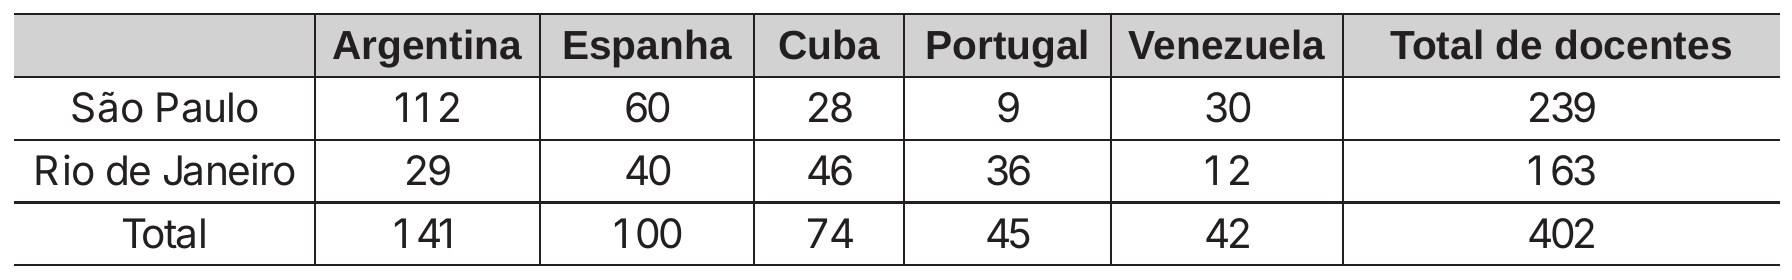 Argentina Espanha Cuba Portugal Venezuela Total de docentes
São Paulo 112 60 28 9 30 239
Rio de Janeiro 29 40 46 36 12 163
Total 141 100 74 45 42 402